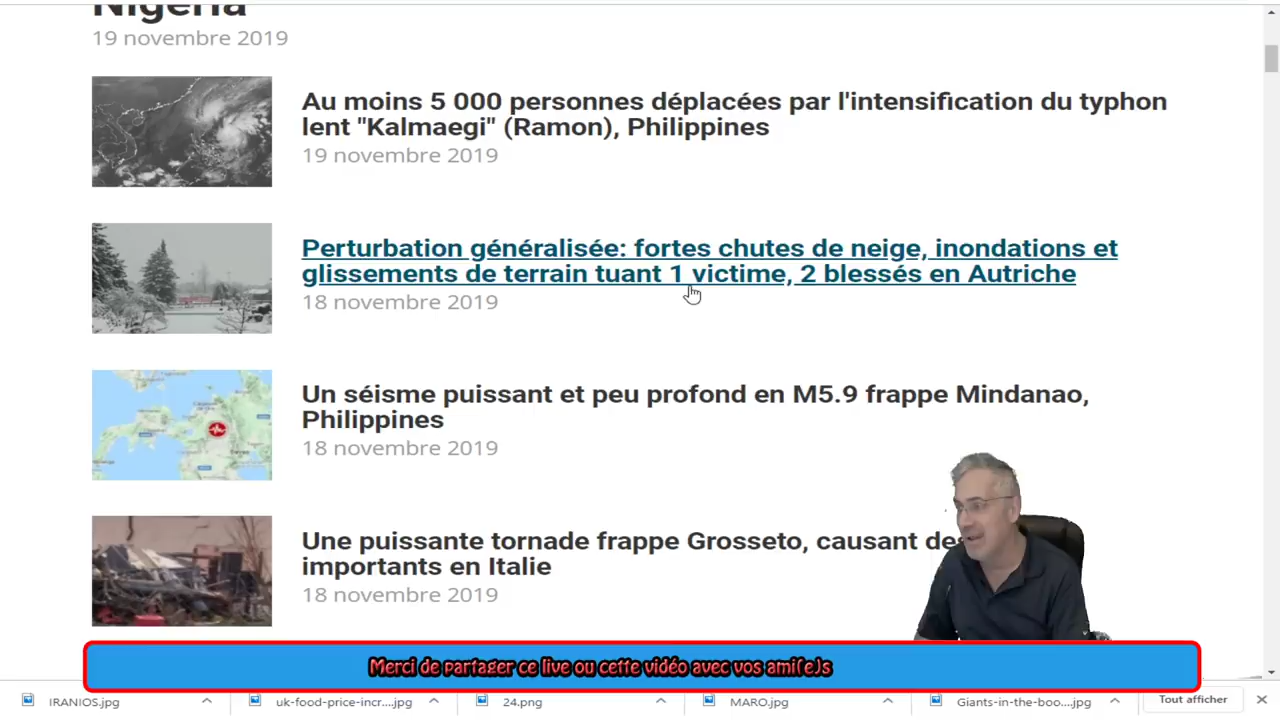 Nigeria
19 novembre 2019
Au moins 5 000 personnes déplacées par l'intensification du typhon
lent "Kalmaegi" (Ramon), Philippines
19 novembre 2019
Perturbation généralisée: fortes chutes de neige, inondations et
glissements de terrain tuant 1 victime, 2 blessés en Autriche
18 novembre 2019
Un séisme puissant et peu profond en M5.9 frappe Mindanao,
Philippines
18 novembre 2019
Une puissante tornade frappe Grosseto, causant
importants en Italie
18 novembre 2019
Merci de partager ce live ou cette vidéo avec vos ami(e)s
IRANIOS.jpg
uk-food-price-incr....jpg
24.png
MARO.jpg
Giants-in-the-boo....jpg
Tout afficher